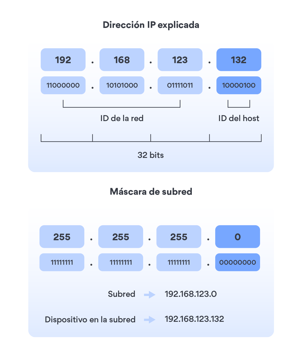 Dirección IP explicada
192 . 168 . 123 . 132
11000000 . 10101000 . 01111011 . 10000100
ID de la red ID del host
32 bits
Máscara de subred
255 . 255 . 255 . 0
11111111 . 11111111 . 11111111 . 00000000
Subred 192.168.123.0
Dispositivo en la subred 192.168.123.132